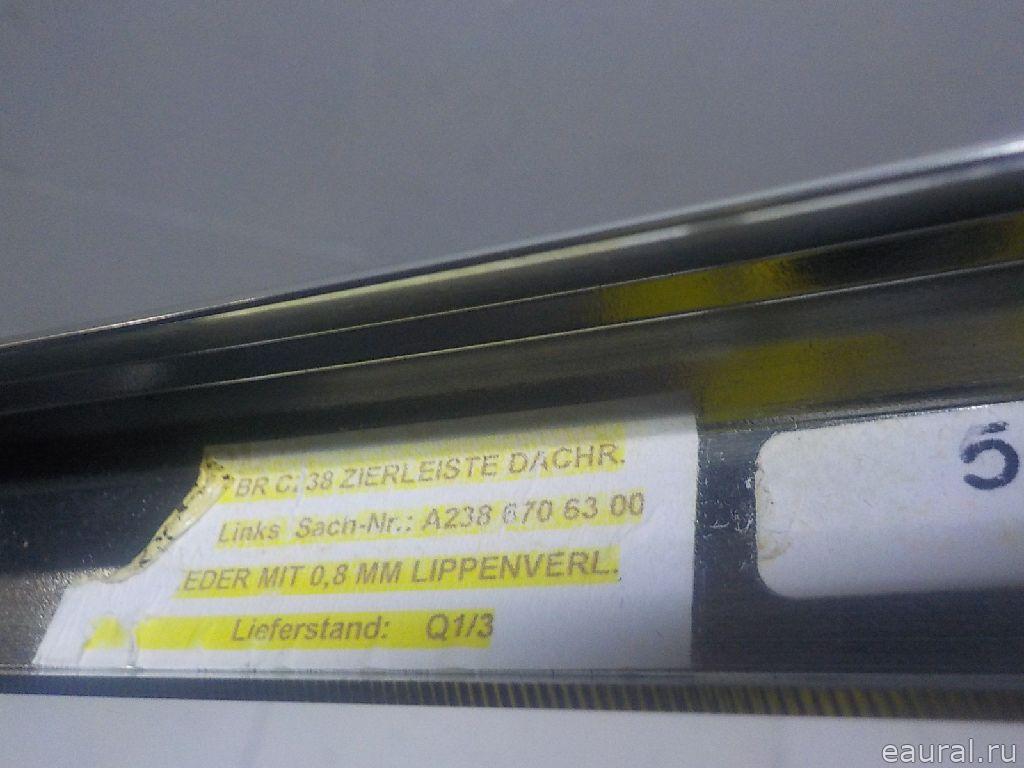 BR C238 ZIERLEISTE DACHR.
Links Sach-Nr.: A238 670 63 00
EDER MIT 0,8 MM LIPPENVERL.
Lieferstand: Q1/3
5
eaural.ru